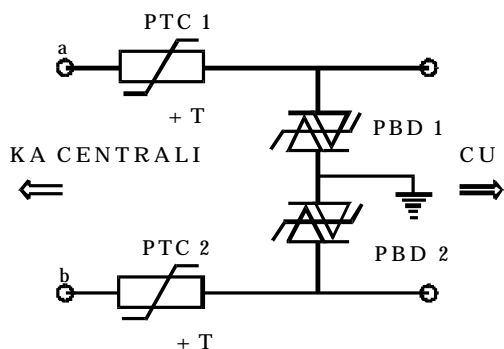 PTC 1
a
+ T
PBD 1
KA CENTRALI
CU
PTC 2
PBD 2
b
+ T